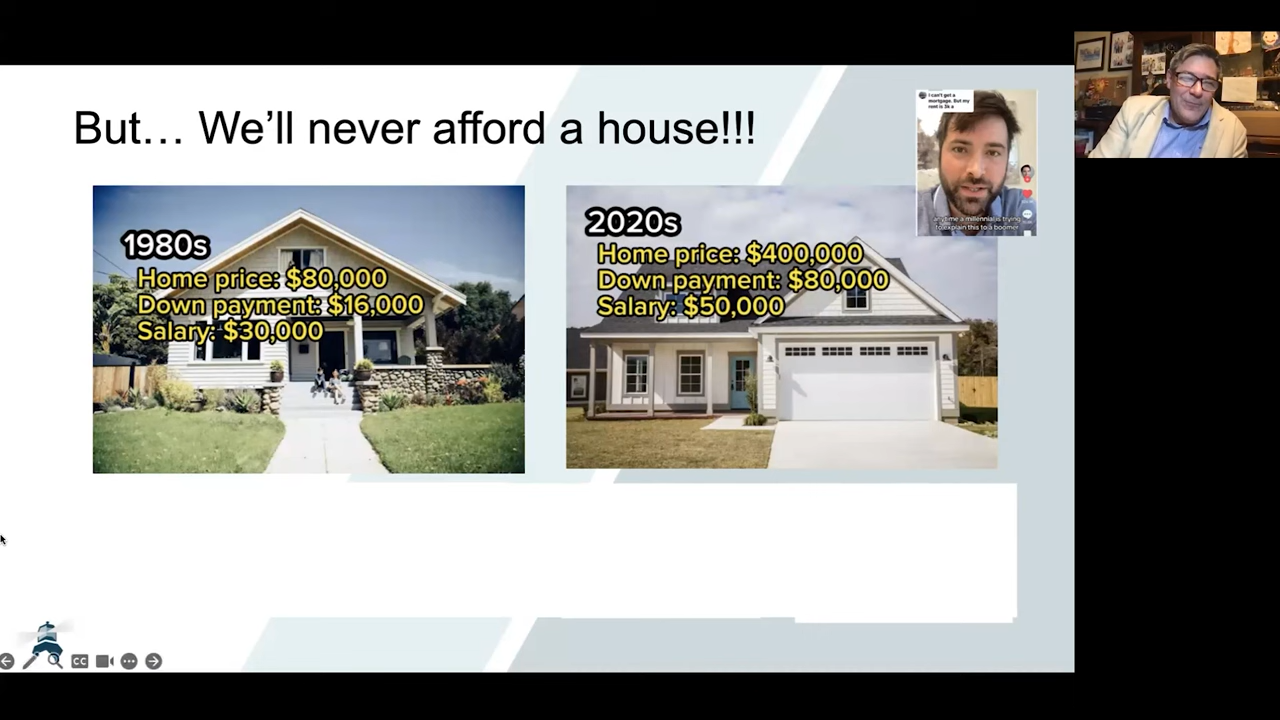 But… We'll never afford a house!!!
1980s
Home price: $80,000
Down payment: $16,000
Salary: $30,000
2020s
Home price: $400,000
Down payment: $80,000
Salary: $50,000
I can't get a
mortgage. But my
rent is 3k a
anytime a millennial is trying
to explain this to a boomer
CC